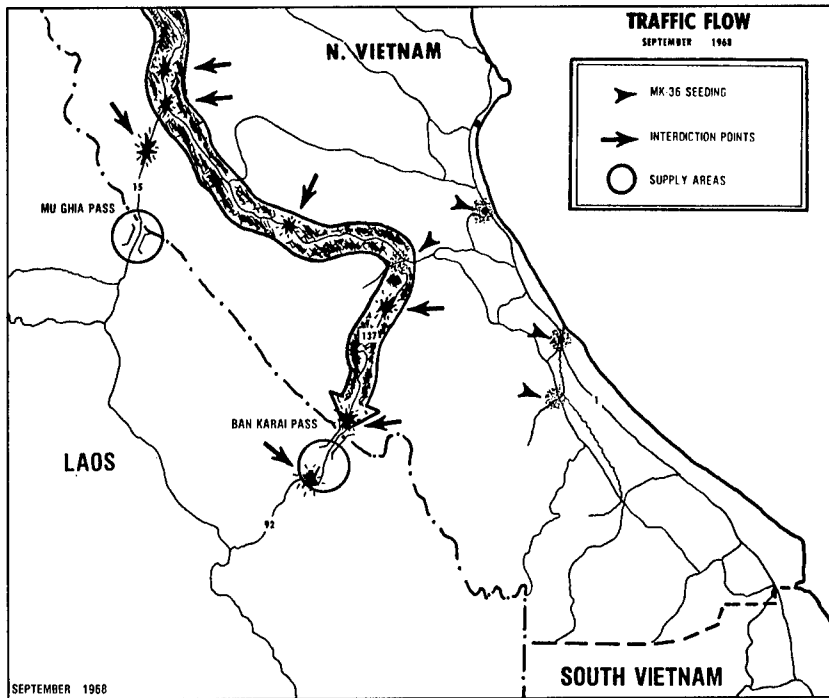 TRAFFIC FLOW
SEPTEMBER 1968
N. VIETNAM
MK-36 SEEDING
INTERDICTION POINTS
SUPPLY AREAS
15
MU GHIA PASS
137
1
BAN KARAI PASS
LAOS
92
SOUTH VIETNAM
SEPTEMBER 1968